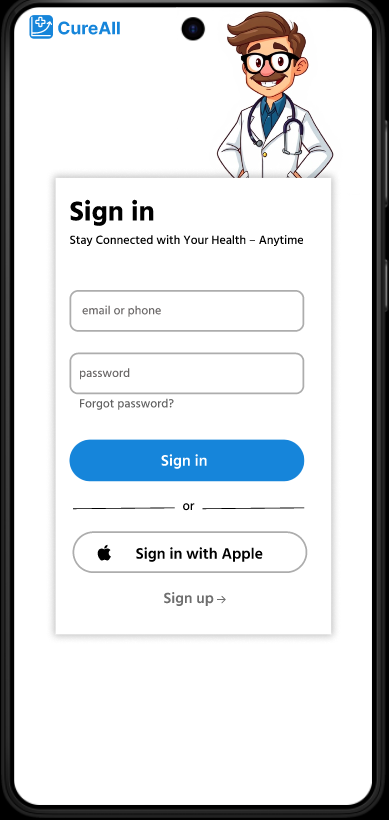 CureAll
Sign in
Stay Connected with Your Health – Anytime
email or phone
password
Forgot password?
Sign in
or
Sign in with Apple
Sign up →